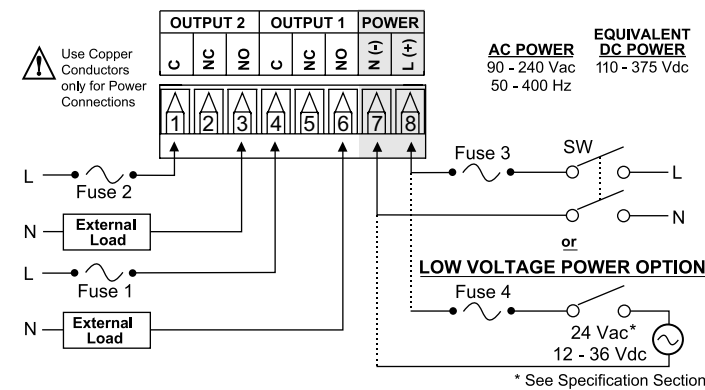 OUTPUT 2 OUTPUT 1 POWER
C NC NO C NC NO N (-) L (+)
1 2 3 4 5 6 7 8
Use Copper
Conductors
only for Power
Connections
AC POWER
90 - 240 Vac
50 - 400 Hz
EQUIVALENT
DC POWER
110 - 375 Vdc
L
Fuse 2
N
External
Load
L
Fuse 1
N
External
Load
Fuse 3
SW
L
N
or
LOW VOLTAGE POWER OPTION
Fuse 4
24 Vac*
12 - 36 Vdc
* See Specification Section